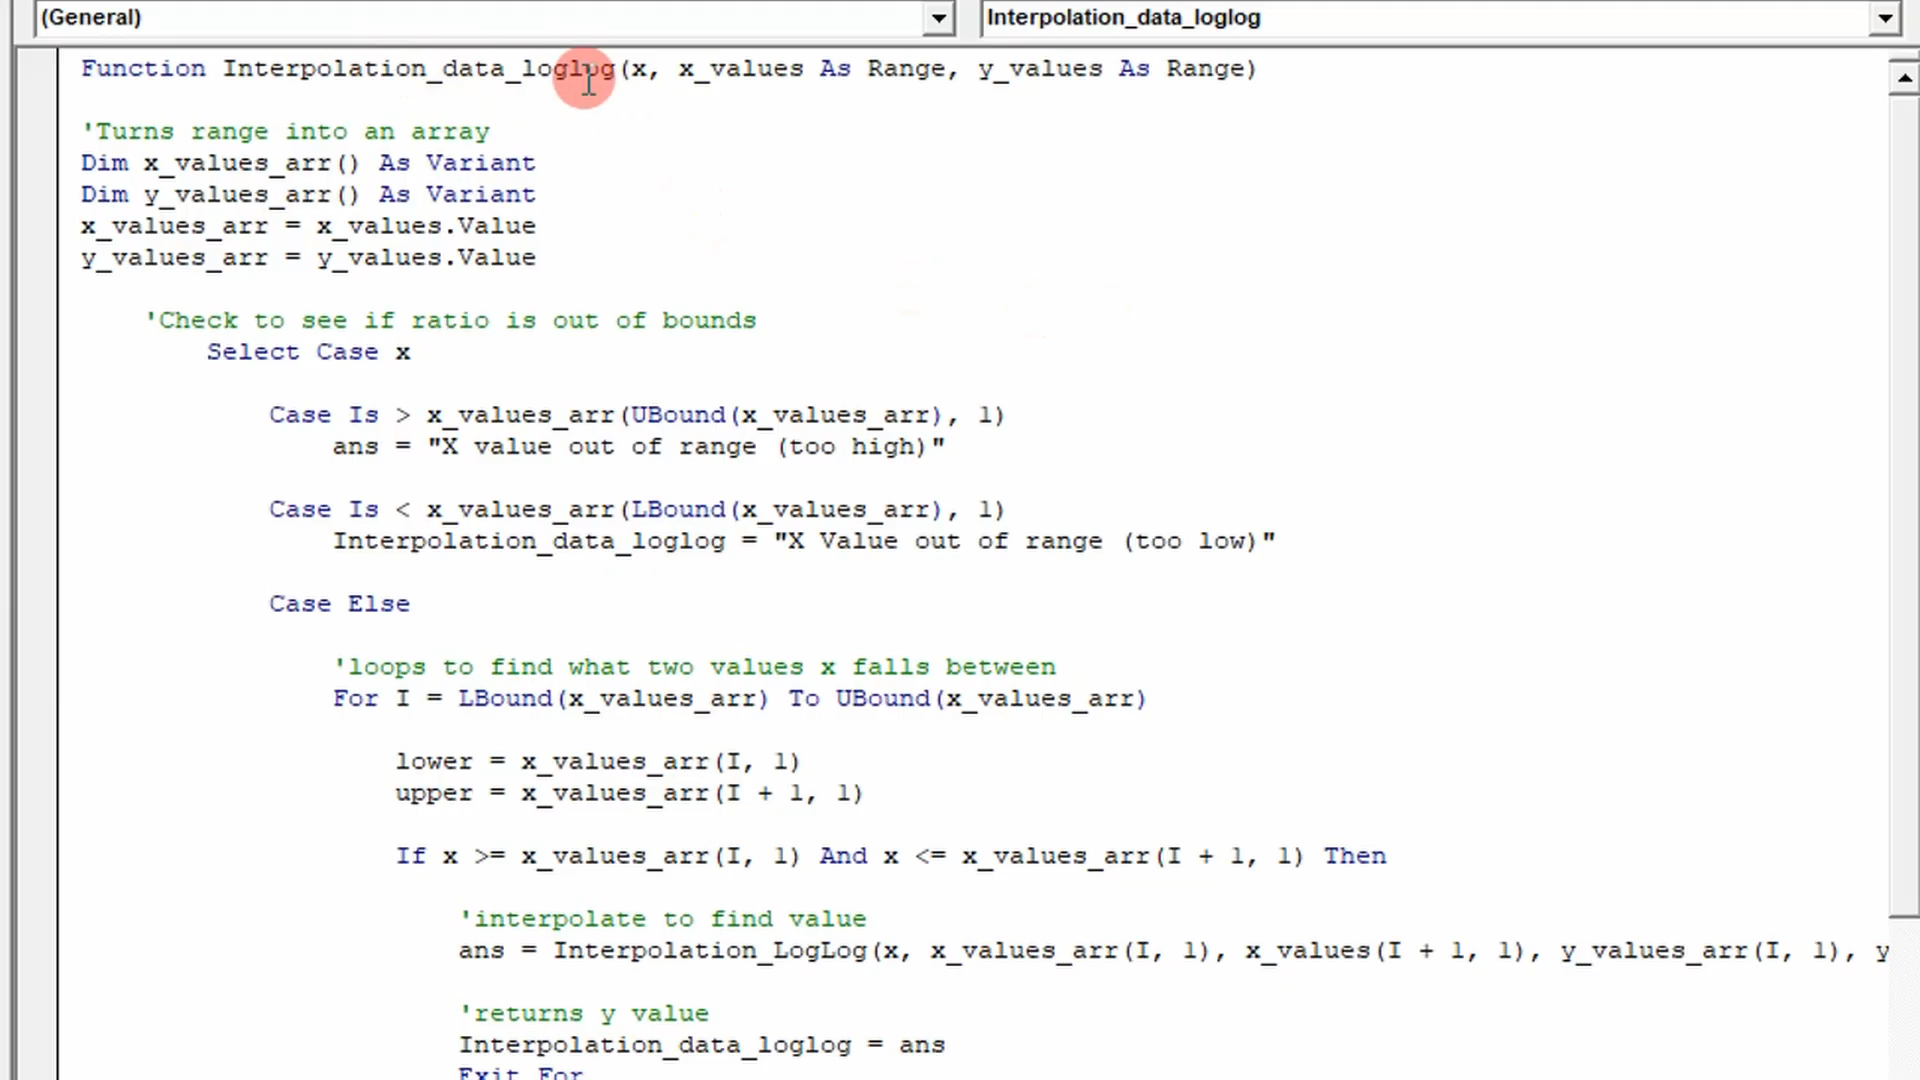 (General) Interpolation_data_loglog
Function Interpolation_data_loglog(x, x_values As Range, y_values As Range)
'Turns range into an array
Dim x_values_arr() As Variant
Dim y_values_arr() As Variant
x_values_arr = x_values.Value
y_values_arr = y_values.Value
'Check to see if ratio is out of bounds
Select Case x
Case Is > x_values_arr(UBound(x_values_arr), 1)
ans = "X value out of range (too high)"
Case Is < x_values_arr(LBound(x_values_arr), 1)
Interpolation_data_loglog = "X Value out of range (too low)"
Case Else
'loops to find what two values x falls between
For I = LBound(x_values_arr) To UBound(x_values_arr)
lower = x_values_arr(I, 1)
upper = x_values_arr(I + 1, 1)
If x >= x_values_arr(I, 1) And x <= x_values_arr(I + 1, 1) Then
'interpolate to find value
ans = Interpolation_LogLog(x, x_values_arr(I, 1), x_values(I + 1, 1), y_values_arr(I, 1), y
'returns y value
Interpolation_data_loglog = ans
Exit For